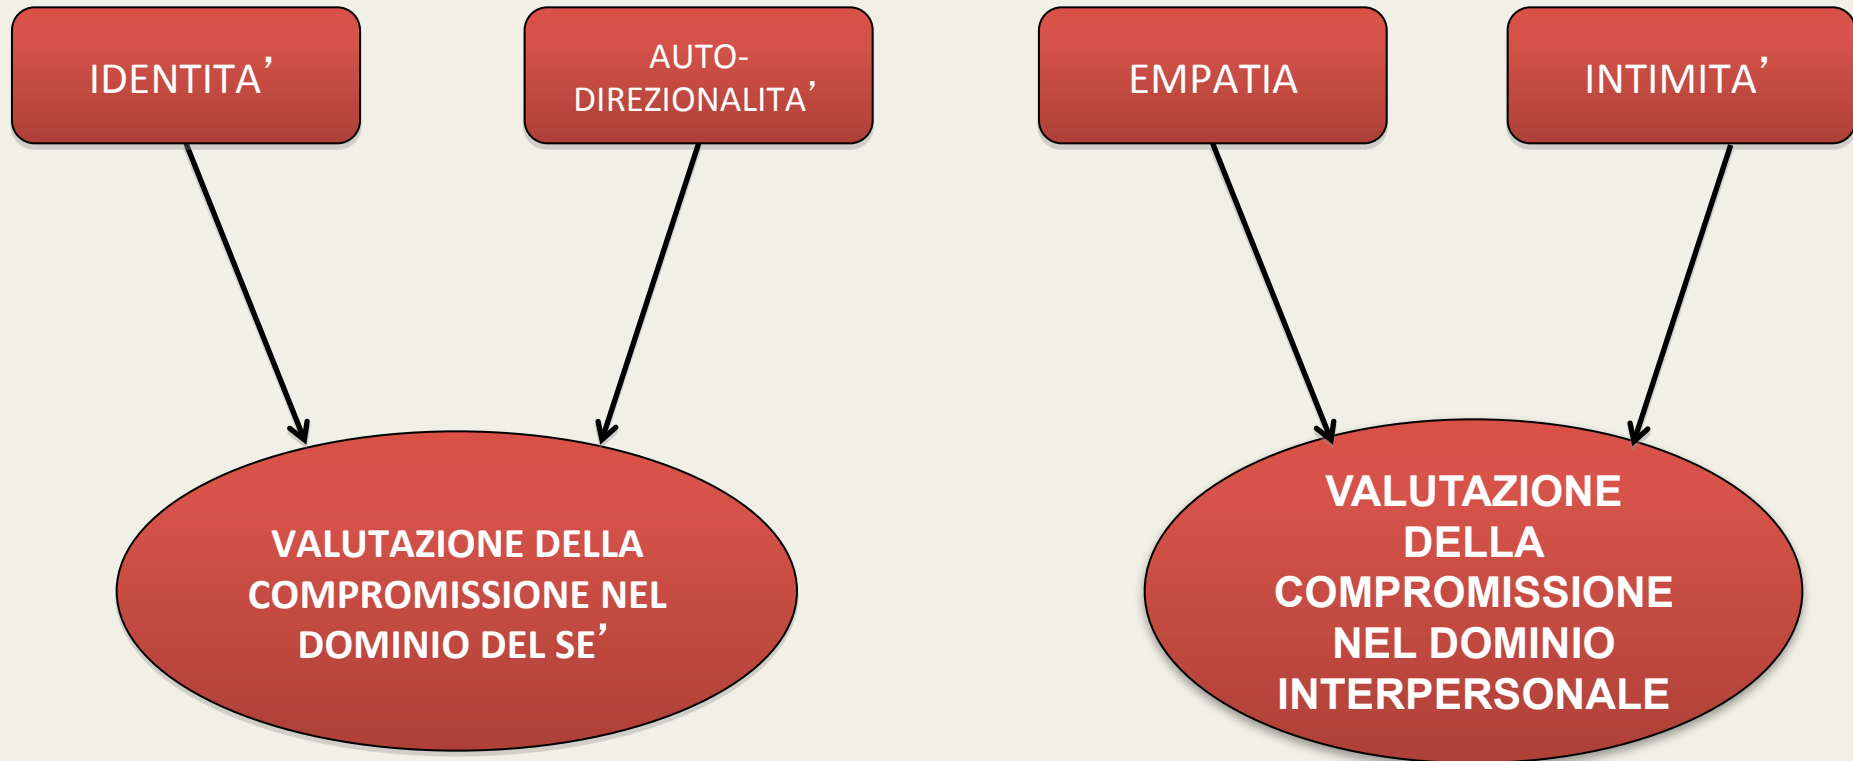 IDENTITA’
AUTO-
DIREZIONALITA’
EMPATIA
INTIMITA’
VALUTAZIONE DELLA
COMPROMISSIONE NEL
DOMINIO DEL SE’
VALUTAZIONE
DELLA
COMPROMISSIONE
NEL DOMINIO
INTERPERSONALE